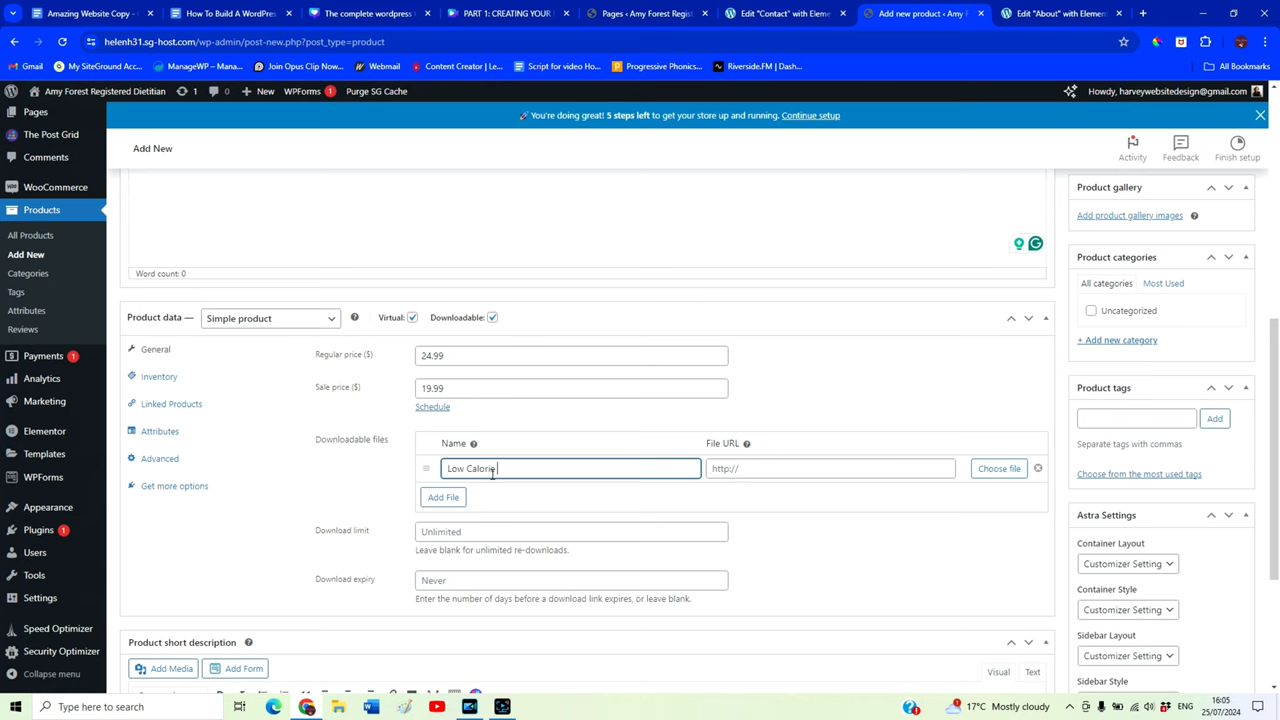 Amazing Website Copy -
How To Build A WordPres
The complete wordpress
PART 1: CREATING YOUR
Pages ‹ Amy Forest Regist
Edit "Contact" with Eleme
Add new product ‹ Amy F
Edit "About" with Elemen
helenh31.sg-host.com/wp-admin/post-new.php?post_type=product
Gmail
My SiteGround Acc...
ManageWP – Mana...
Join Opus Clip Now...
Webmail
Content Creator | Le...
Script for video Ho...
Progressive Phonics...
Riverside.FM | Dash...
All Bookmarks
Amy Forest Registered Dietitian
1
0
New
WPForms 1
Purge SG Cache
Howdy, harveywebsitedesign@gmail.com
Pages
The Post Grid
Comments
WooCommerce
Products
All Products
Add New
Categories
Tags
Attributes
Reviews
Payments 1
Analytics
Marketing
Elementor
Templates
WPForms
Appearance
Plugins 1
Users
Tools
Settings
Speed Optimizer
Security Optimizer
Collapse menu
You're doing great! 5 steps left to get your store up and running. Continue setup
Add New
Activity
Feedback
Finish setup
Word count: 0
Product data —
Simple product
Virtual:
Downloadable:
General
Inventory
Linked Products
Attributes
Advanced
Get more options
Regular price ($)
24.99
Sale price ($)
19.99
Schedule
Downloadable files
Name
File URL
Low Calorie
http://
Choose file
Add File
Download limit
Unlimited
Leave blank for unlimited re-downloads.
Download expiry
Never
Enter the number of days before a download link expires, or leave blank.
Product short description
Add Media
Add Form
Visual
Text
Product gallery
Add product gallery images
Product categories
All categories
Most Used
Uncategorized
+ Add new category
Product tags
Add
Separate tags with commas
Choose from the most used tags
Astra Settings
Container Layout
Customizer Setting
Container Style
Customizer Setting
Sidebar Layout
Customizer Setting
Sidebar Style
Type here to search
17°C Mostly cloudy
ENG
16:05
25/07/2024